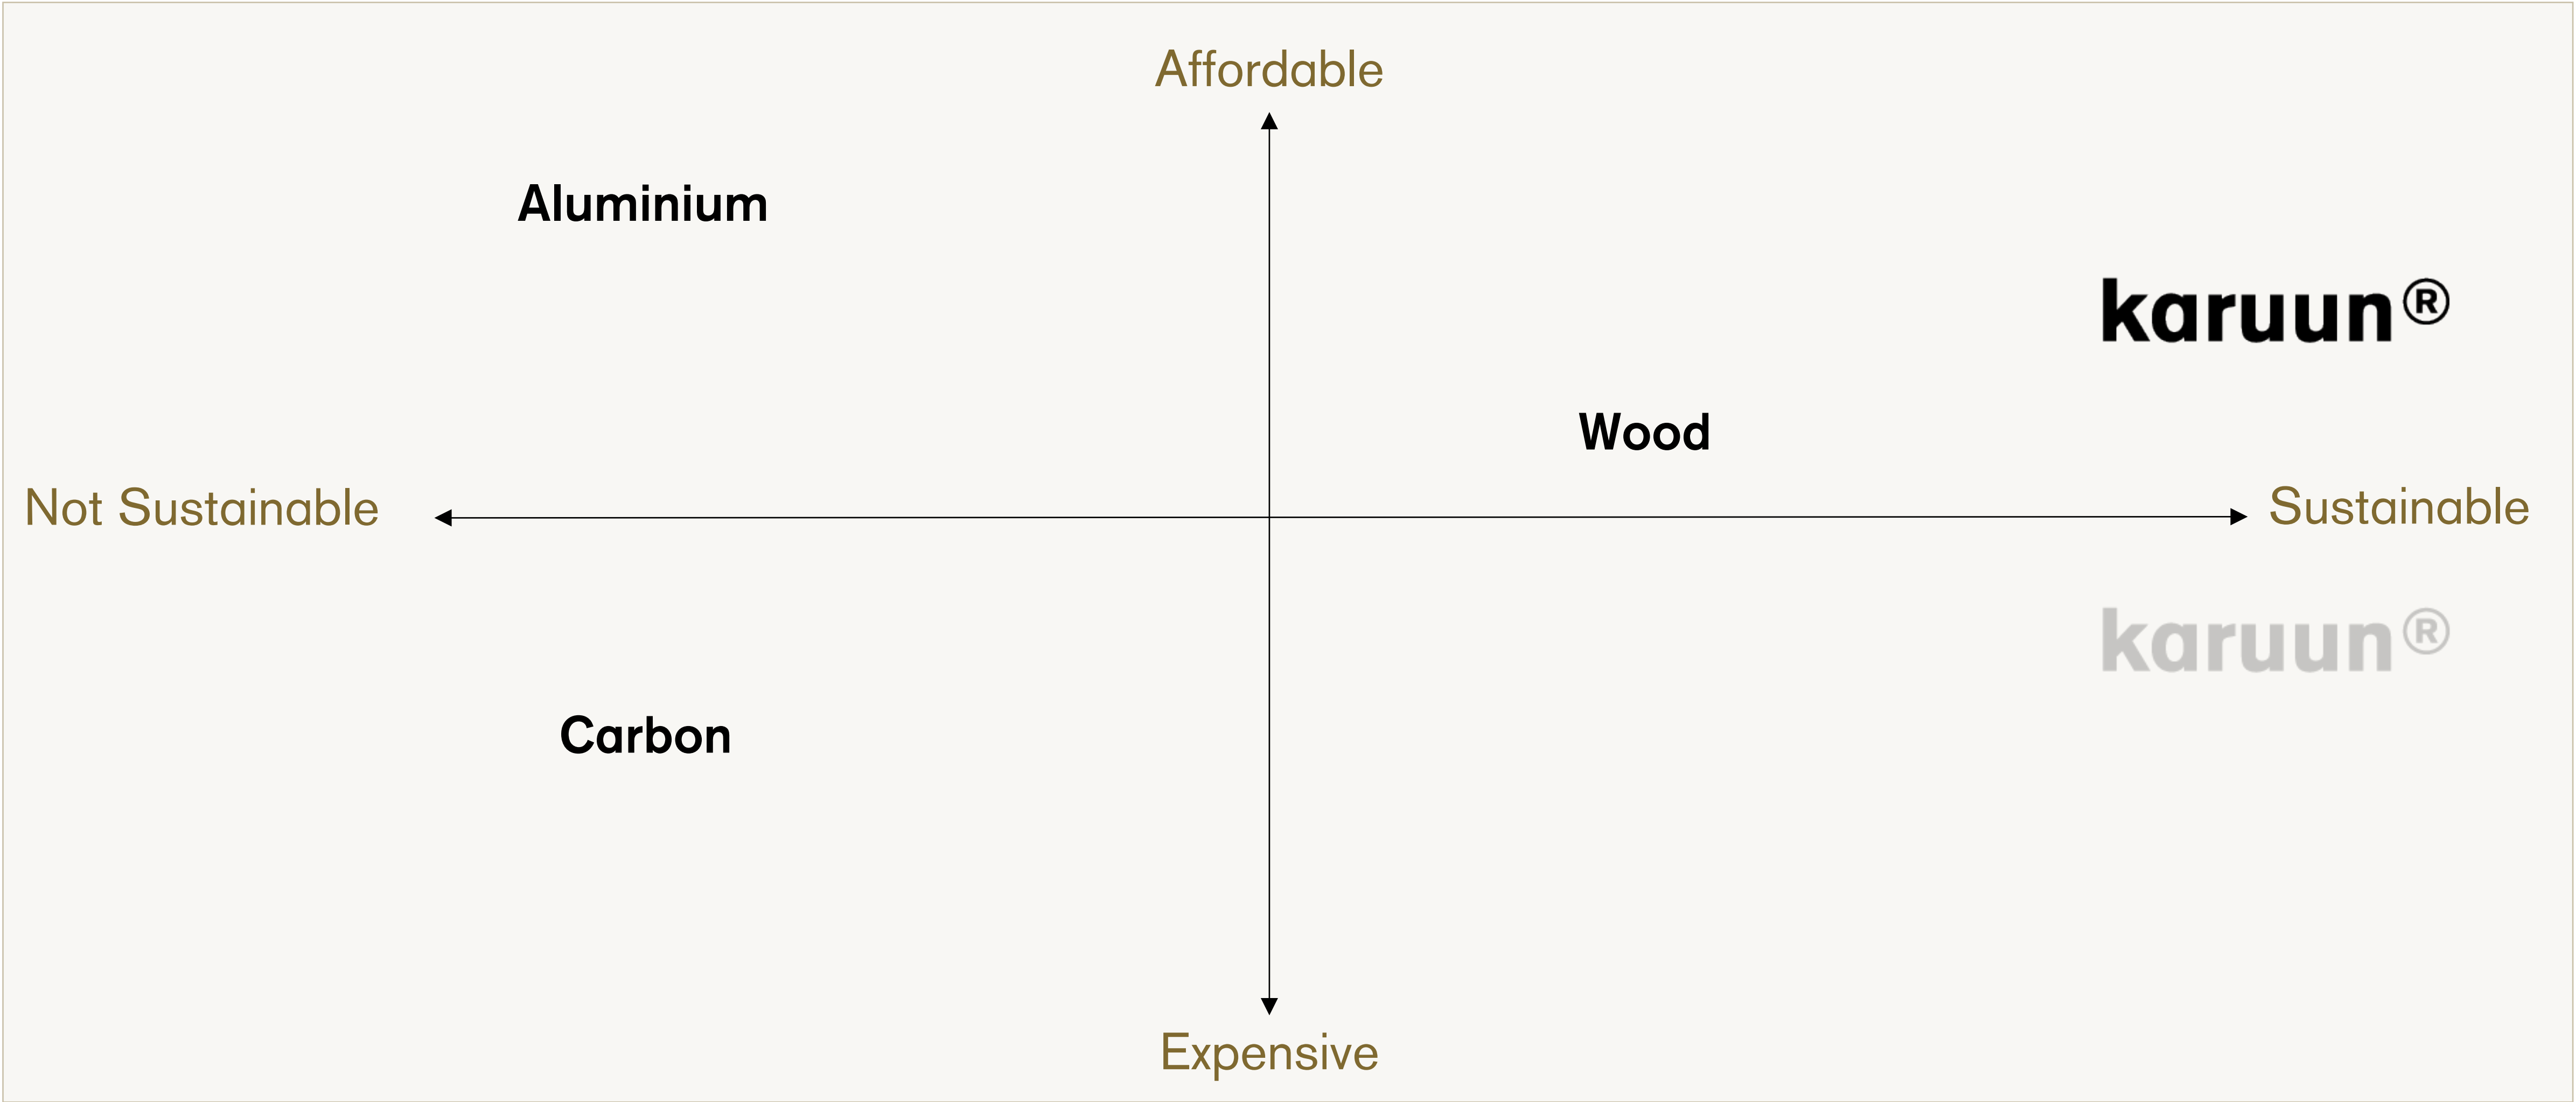 Affordable
Aluminium
karuun®
Wood
Not Sustainable
Sustainable
karuun®
Carbon
Expensive